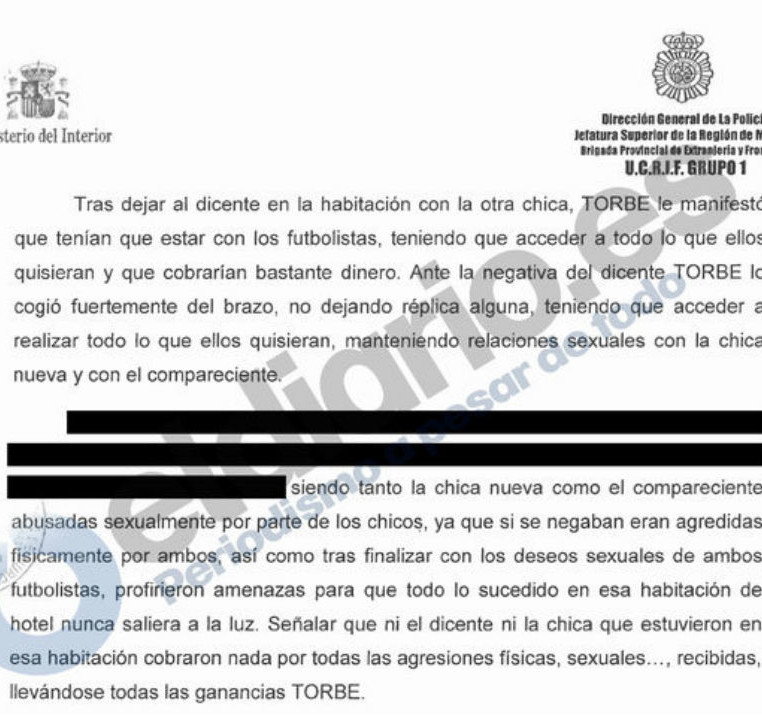 Dirección General de La Polici
Jefatura Superior de la Región de M
sterio del Interior
Brigada Provincial de Extranjería y Fron
U.C.R.I.F. GRUPO 1
Tras dejar al dicente en la habitación con la otra chica, TORBE le manifestó
que tenían que estar con los futbolistas, teniendo que acceder a todo lo que ellos
quisieran y que cobrarían bastante dinero. Ante la negativa del dicente TORBE lo
cogió fuertemente del brazo, no dejando réplica alguna, teniendo que acceder a
realizar todo lo que ellos quisieran, manteniendo relaciones sexuales con la chica
nueva y con el compareciente.
siendo tanto la chica nueva como el compareciente
abusadas sexualmente por parte de los chicos, ya que si se negaban eran agredidas
físicamente por ambos, así como tras finalizar con los deseos sexuales de ambos
futbolistas, profirieron amenazas para que todo lo sucedido en esa habitación de
hotel nunca saliera a la luz. Señalar que ni el dicente ni la chica que estuvieron en
esa habitación cobraron nada por todas las agresiones físicas, sexuales…, recibidas,
llevándose todas las ganancias TORBE.
eldiario.es
Periodismo a pesar de todo